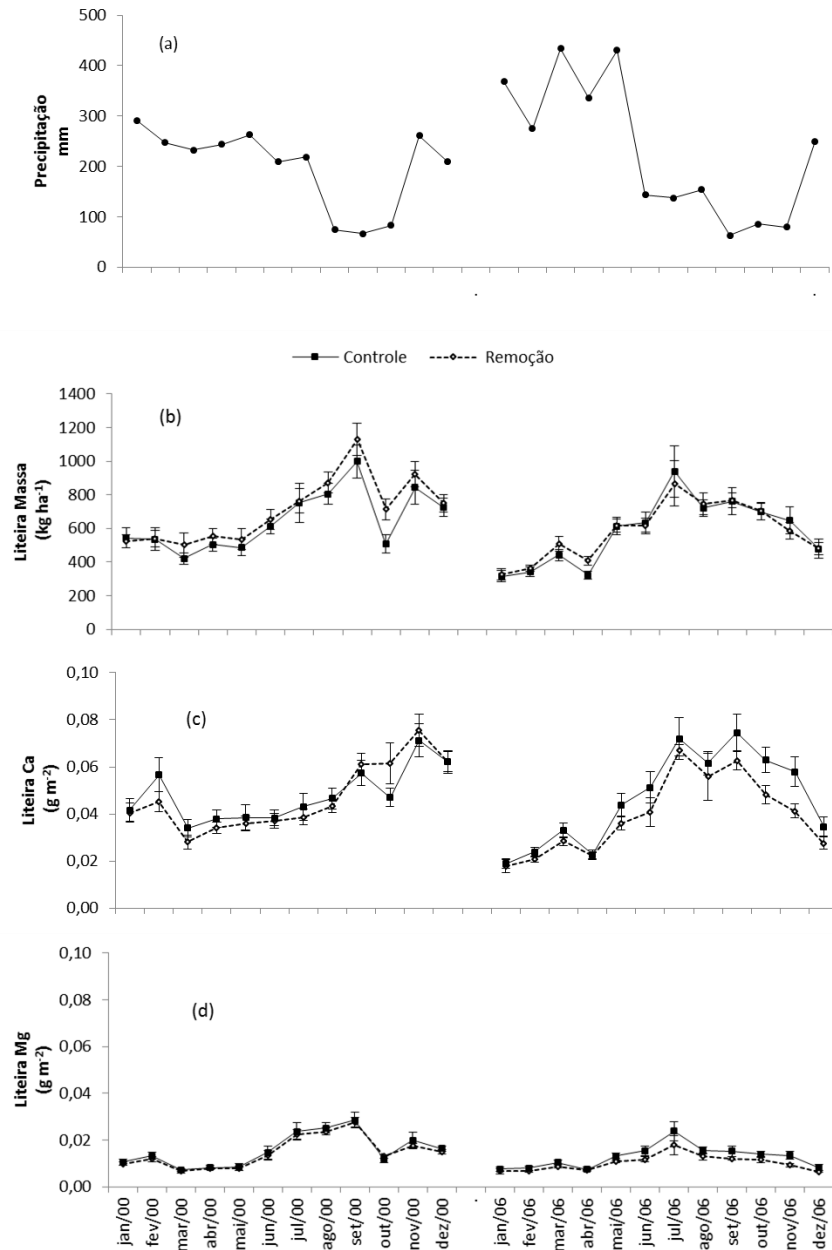 (a)
Precipitação
mm
500
400
300
200
100
0
Controle Remoção
(b)
Liteira Massa
(kg ha⁻¹)
1400
1200
1000
800
600
400
200
0
(c)
Liteira Ca
(g m⁻²)
0,10
0,08
0,06
0,04
0,02
0,00
(d)
Liteira Mg
(g m⁻²)
0,10
0,08
0,06
0,04
0,02
0,00
jan/00
fev/00
mar/00
abr/00
mai/00
jun/00
jul/00
ago/00
set/00
out/00
nov/00
dez/00
jan/06
fev/06
mar/06
abr/06
mai/06
jun/06
jul/06
ago/06
set/06
out/06
nov/06
dez/06